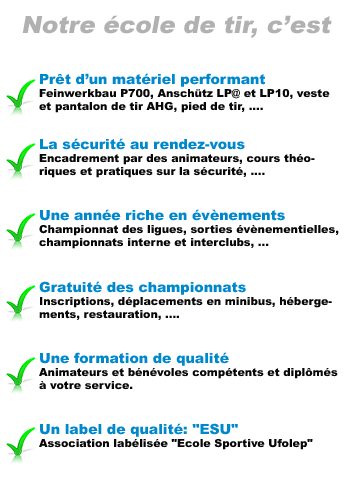 Notre école de tir, c’est
Prêt d’un matériel performant
Feinwerkbau P700, Anschütz LP@ et LP10, veste
et pantalon de tir AHG, pied de tir, ....
La sécurité au rendez-vous
Encadrement par des animateurs, cours théo-
riques et pratiques sur la sécurité, ....
Une année riche en évènements
Championnat des ligues, sorties évènementielles,
championnats interne et interclubs, ...
Gratuité des championnats
Inscriptions, déplacements en minibus, héberge-
ments, restauration, ....
Une formation de qualité
Animateurs et bénévoles compétents et diplômés
à votre service.
Un label de qualité: "ESU"
Association labélisée "Ecole Sportive Ufolep"